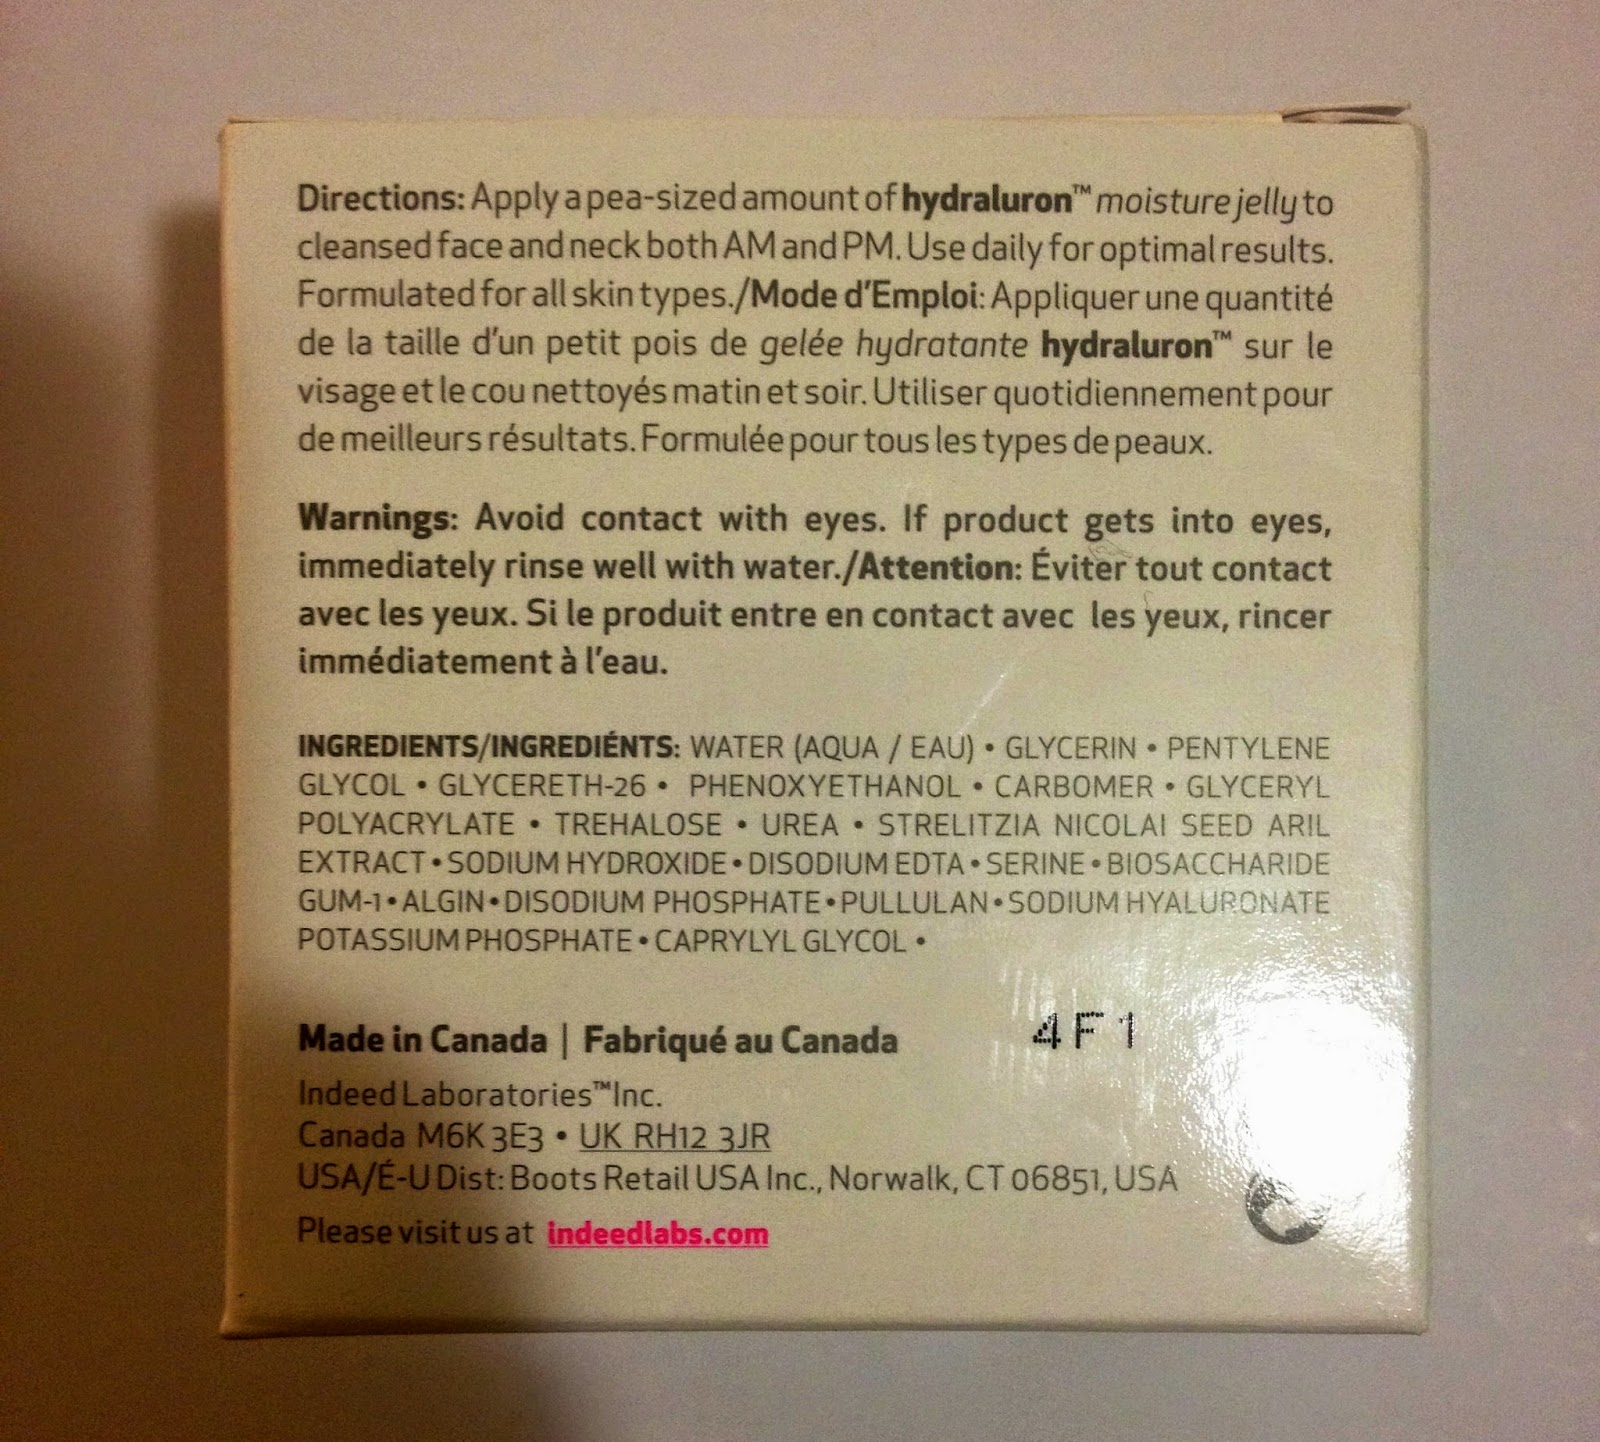 Directions: Apply a pea-sized amount of hydraluron™ moisture jelly to
cleansed face and neck both AM and PM. Use daily for optimal results.
Formulated for all skin types./Mode d'Emploi: Appliquer une quantité
de la taille d'un petit pois de gelée hydratante hydraluron™ sur le
visage et le cou nettoyés matin et soir. Utiliser quotidiennement pour
de meilleurs résultats. Formulée pour tous les types de peaux.
Warnings: Avoid contact with eyes. If product gets into eyes,
immediately rinse well with water./Attention: Éviter tout contact
avec les yeux. Si le produit entre en contact avec les yeux, rincer
immédiatement à l'eau.
INGREDIENTS/INGREDIÉNTS: WATER (AQUA / EAU) • GLYCERIN • PENTYLENE
GLYCOL • GLYCERETH-26 • PHENOXYETHANOL • CARBOMER • GLYCERYL
POLYACRYLATE • TREHALOSE • UREA • STRELITZIA NICOLAI SEED ARIL
EXTRACT • SODIUM HYDROXIDE • DISODIUM EDTA • SERINE • BIOSACCHARIDE
GUM-1 • ALGIN • DISODIUM PHOSPHATE • PULLULAN • SODIUM HYALURONATE
POTASSIUM PHOSPHATE • CAPRYLYL GLYCOL •
Made in Canada | Fabriqué au Canada
4F1
Indeed Laboratories™Inc.
Canada M6K 3E3 • UK RH12 3JR
USA/É-U Dist: Boots Retail USA Inc., Norwalk, CT 06851, USA
Please visit us at indeedlabs.com